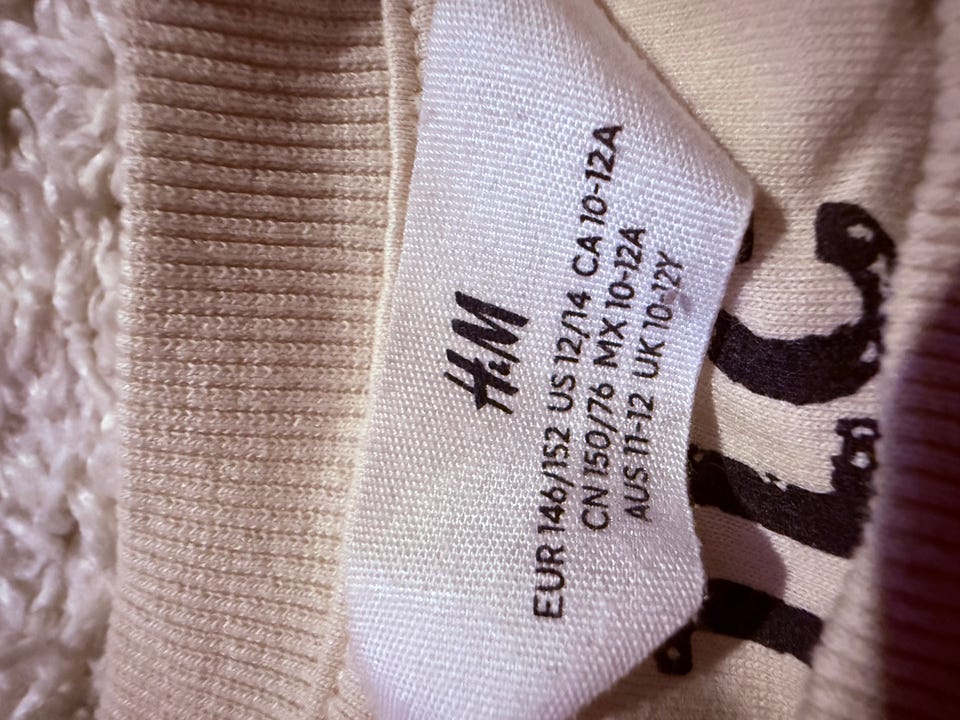 H&M
EUR 146/152 US 12/14 CA 10-12A
CN 150/76 MX 10-12A
AUS 11-12 UK 10-12Y